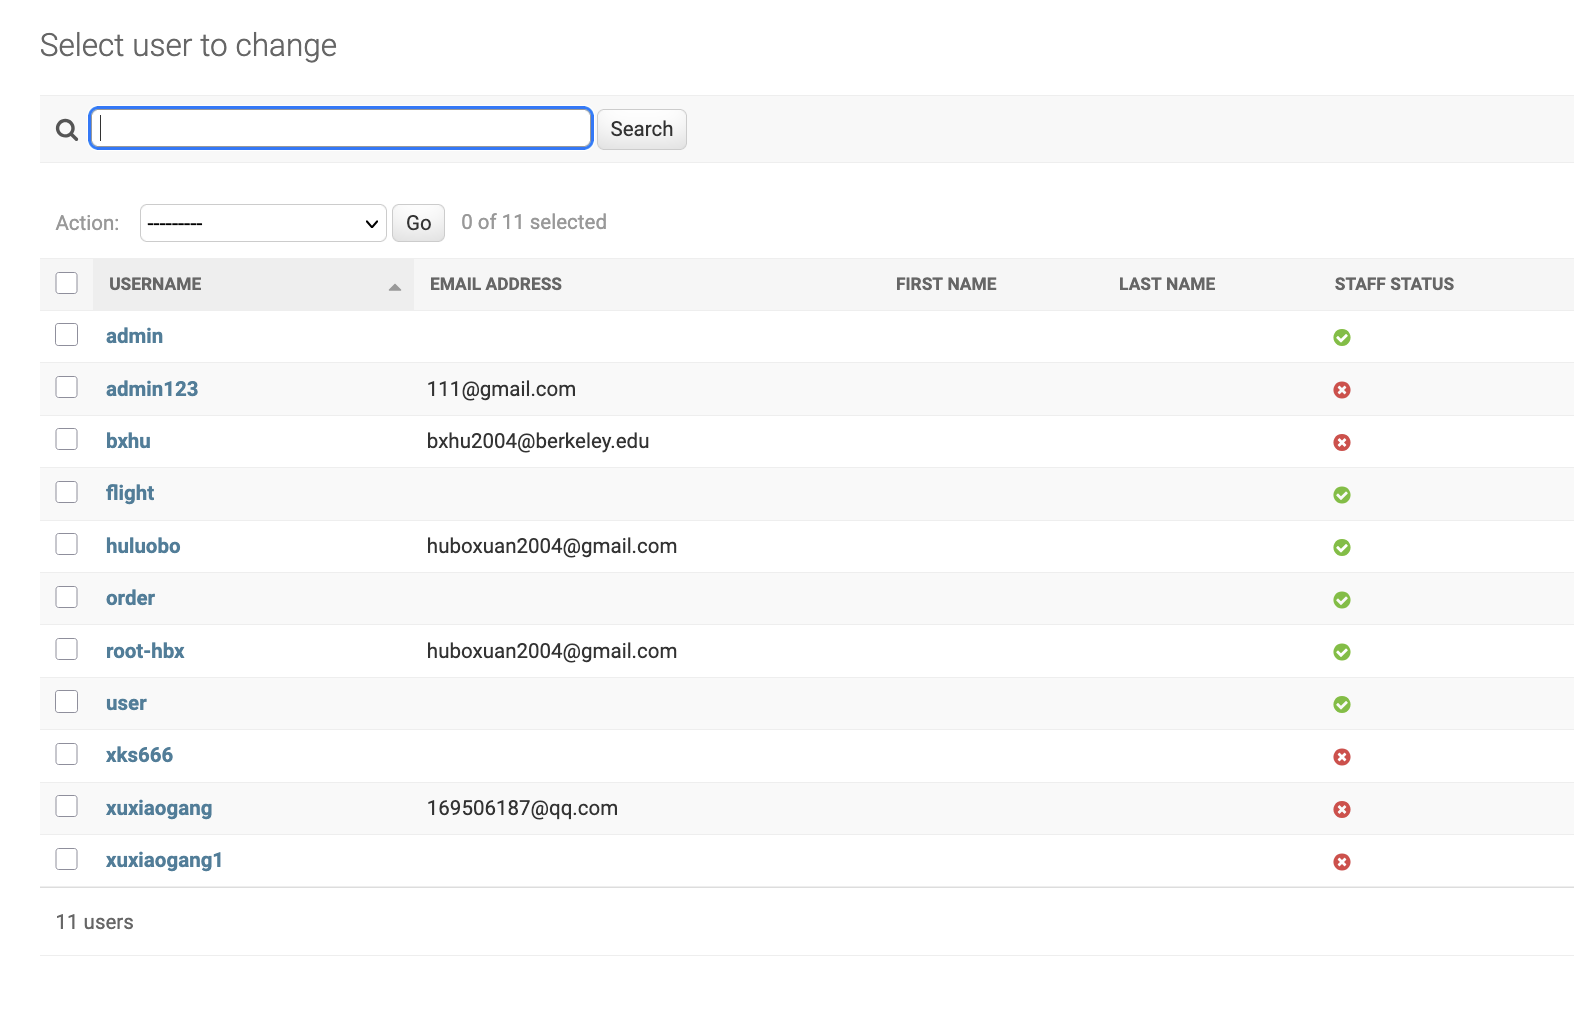 Select user to change
Search
Action: --------- Go 0 of 11 selected
USERNAME EMAIL ADDRESS FIRST NAME LAST NAME STAFF STATUS
admin
admin123 111@gmail.com
bxhu bxhu2004@berkeley.edu
flight
huluobo huboxuan2004@gmail.com
order
root-hbx huboxuan2004@gmail.com
user
xks666
xuxiaogang 169506187@qq.com
xuxiaogang1
11 users